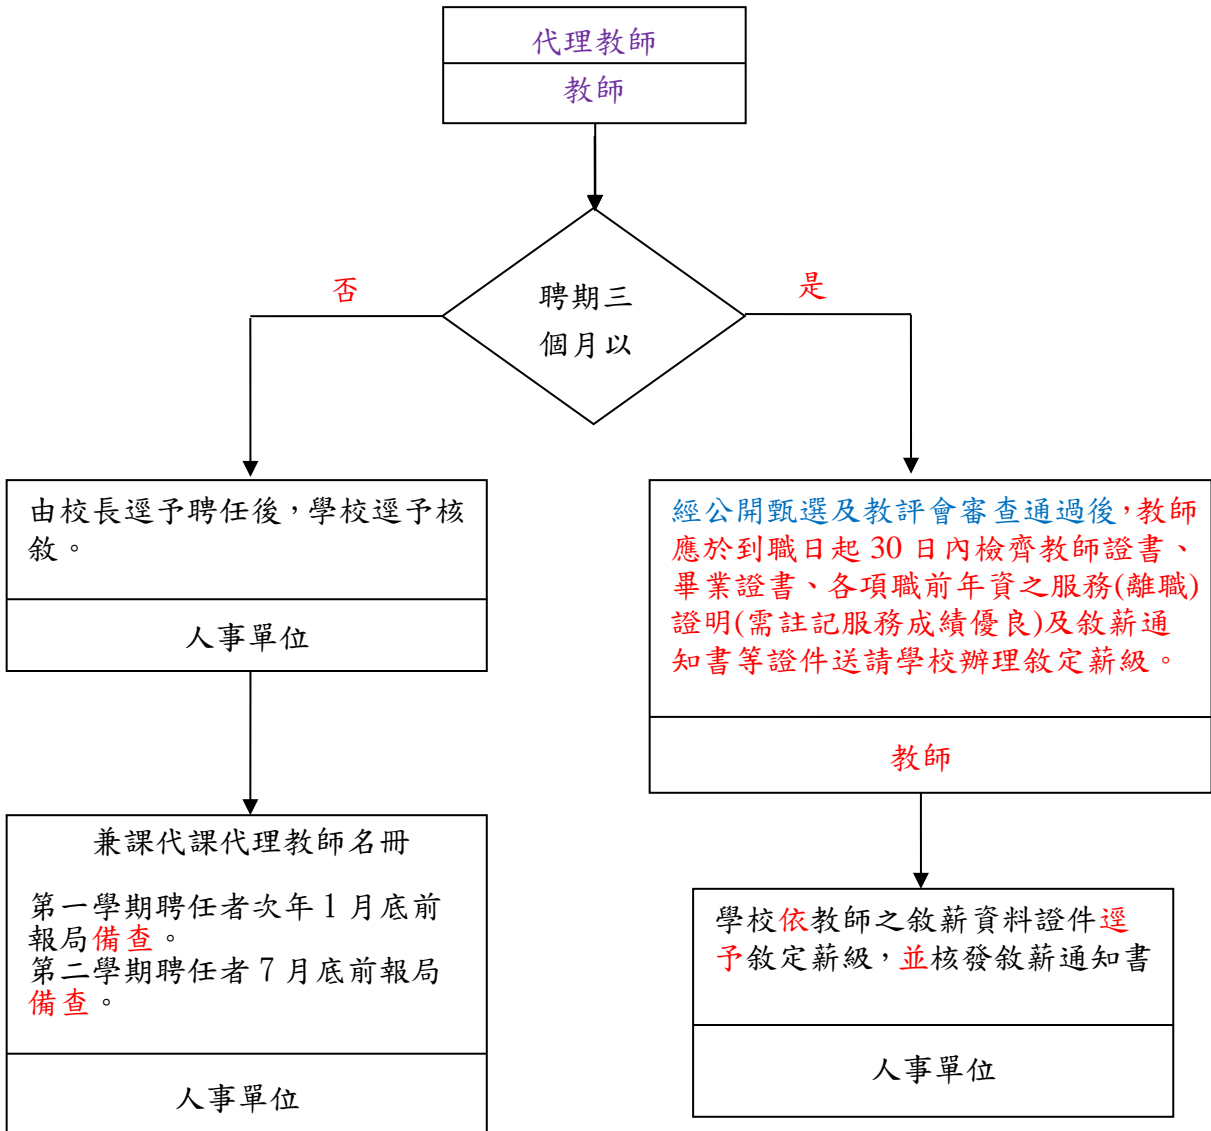 代理教師
教師
聘期三
個月以
否
是
由校長逕予聘任後，學校逕予核
敘。
人事單位
兼課代課代理教師名冊
第一學期聘任者次年 1 月底前
報局備查。
第二學期聘任者 7 月底前報局
備查。
人事單位
經公開甄選及教評會審查通過後，教師
應於到職日起 30 日內檢齊教師證書、
畢業證書、各項職前年資之服務(離職)
證明(需註記服務成績優良)及敘薪通
知書等證件送請學校辦理敘定薪級。
教師
學校依教師之敘薪資料證件逕
予敘定薪級，並核發敘薪通知書
人事單位